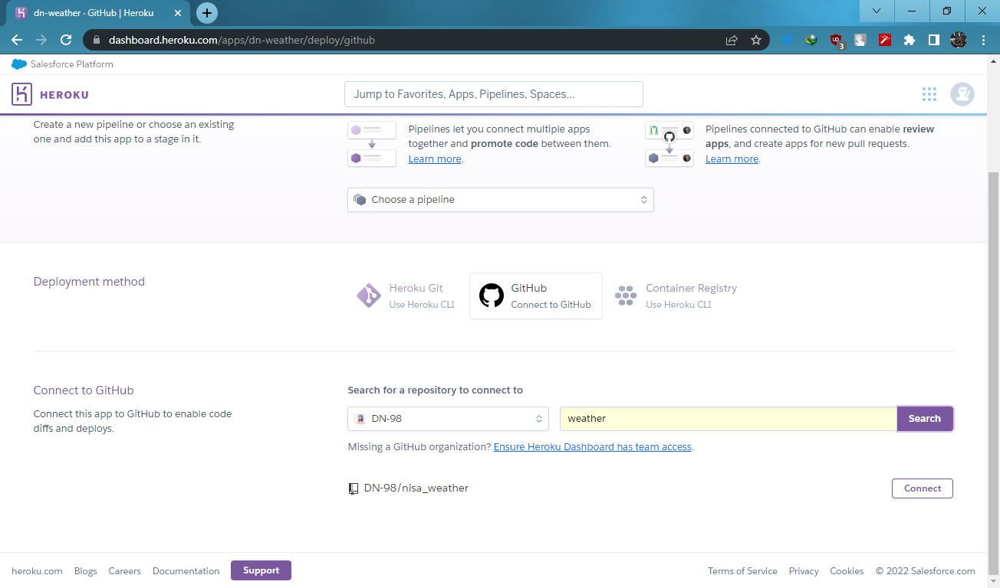 dn-weather · GitHub | Heroku
dashboard.heroku.com/apps/dn-weather/deploy/github
3
Salesforce Platform
HEROKU
Jump to Favorites, Apps, Pipelines, Spaces...
Create a new pipeline or choose an existing
one and add this app to a stage in it.
Pipelines let you connect multiple apps
together and promote code between them.
Learn more.
Pipelines connected to GitHub can enable review
apps, and create apps for new pull requests.
Learn more.
Choose a pipeline
Deployment method
Heroku Git
Use Heroku CLI
GitHub
Connect to GitHub
Container Registry
Use Heroku CLI
Connect to GitHub
Connect this app to GitHub to enable code
diffs and deploys.
Search for a repository to connect to
DN-98
weather
Search
Missing a GitHub organization? Ensure Heroku Dashboard has team access.
DN-98/nisa_weather
Connect
heroku.com Blogs Careers Documentation Support
Terms of Service Privacy Cookies © 2022 Salesforce.com